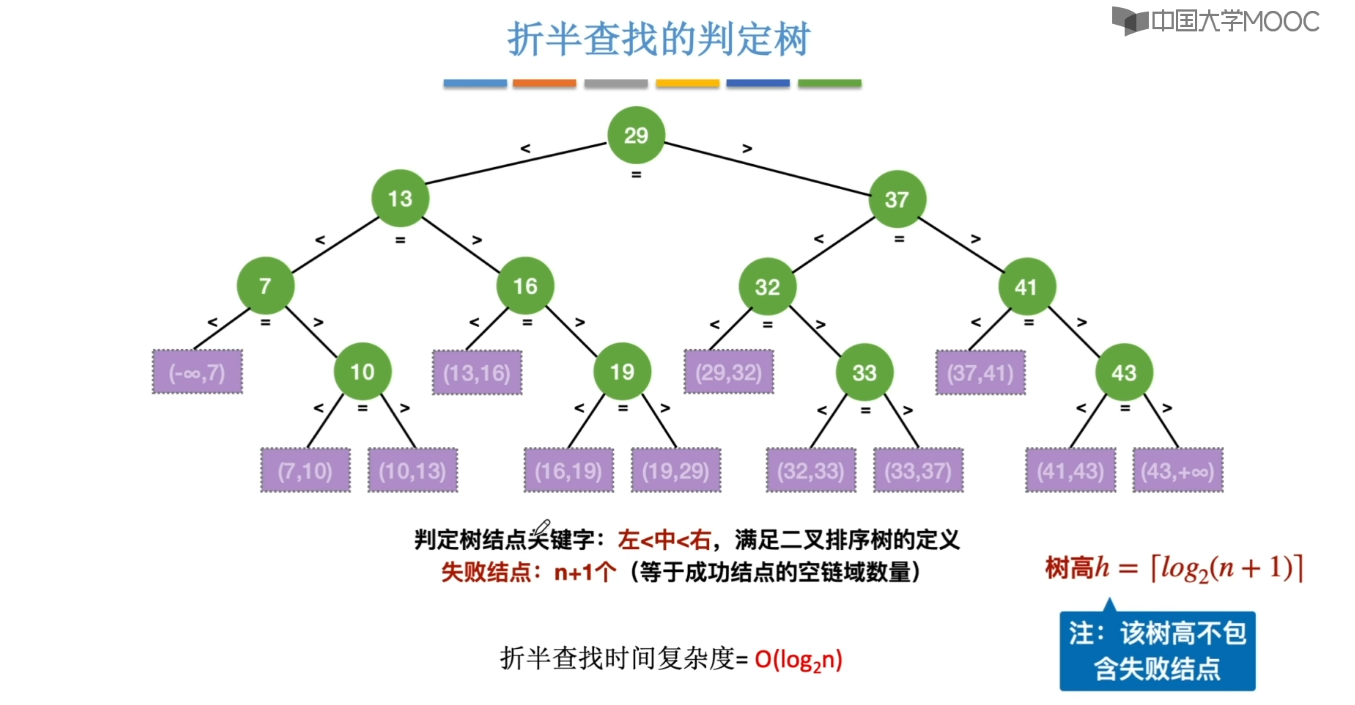 中国大学MOOC
折半查找的判定树
29
< >
=
13 37
< = > < = >
7 16 32 41
< = > < = > < = > < = >
(-∞,7) 10 (13,16) 19 (29,32) 33 (37,41) 43
< = > < = > < = > < = >
(7,10) (10,13) (16,19) (19,29) (32,33) (33,37) (41,43) (43,+∞)
判定树结点关键字：左<中<右，满足二叉排序树的定义
失败结点：n+1个（等于成功结点的空链域数量）
树高h = ⌈log₂(n + 1)⌉
注：该树高不包
含失败结点
折半查找时间复杂度= O(log₂n)